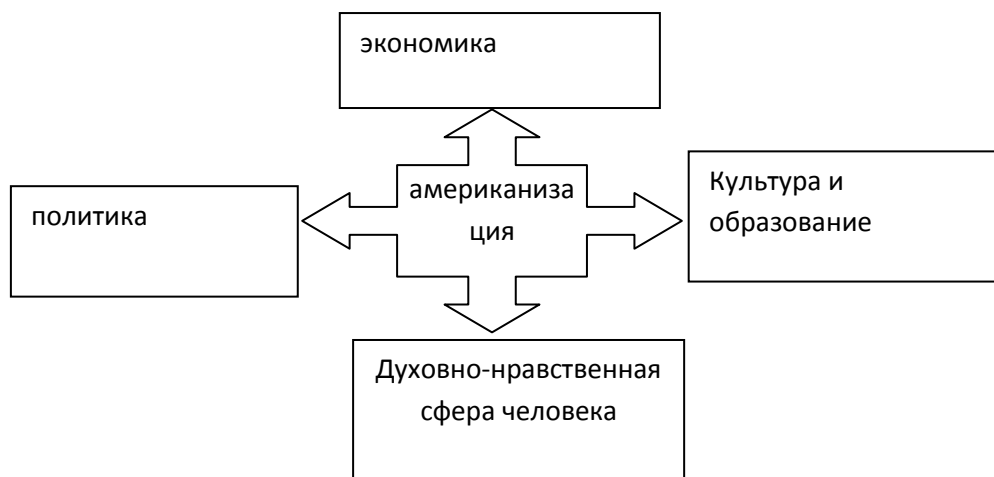 экономика
политика
американиза
ция
Культура и
образование
Духовно-нравственная
сфера человека